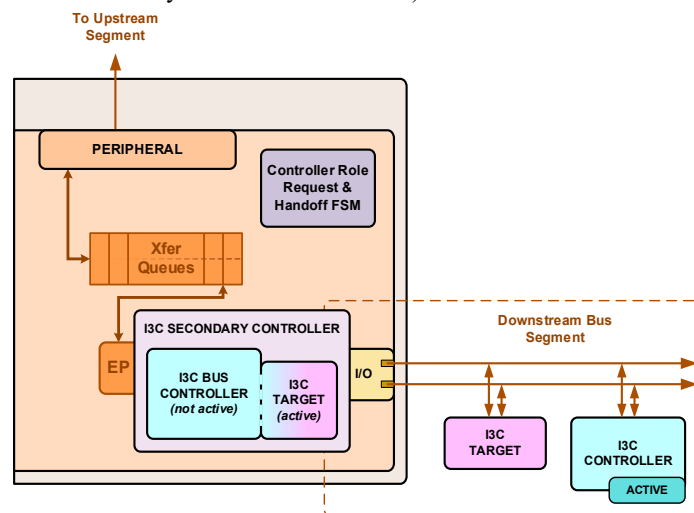 To Upstream
Segment
PERIPHERAL
Controller Role
Request &
Handoff FSM
Xfer
Queues
Downstream Bus
Segment
I3C SECONDARY CONTROLLER
EP
I3C BUS
CONTROLLER
(not active)
I3C
TARGET
(active)
I/O
I3C
TARGET
I3C
CONTROLLER
ACTIVE